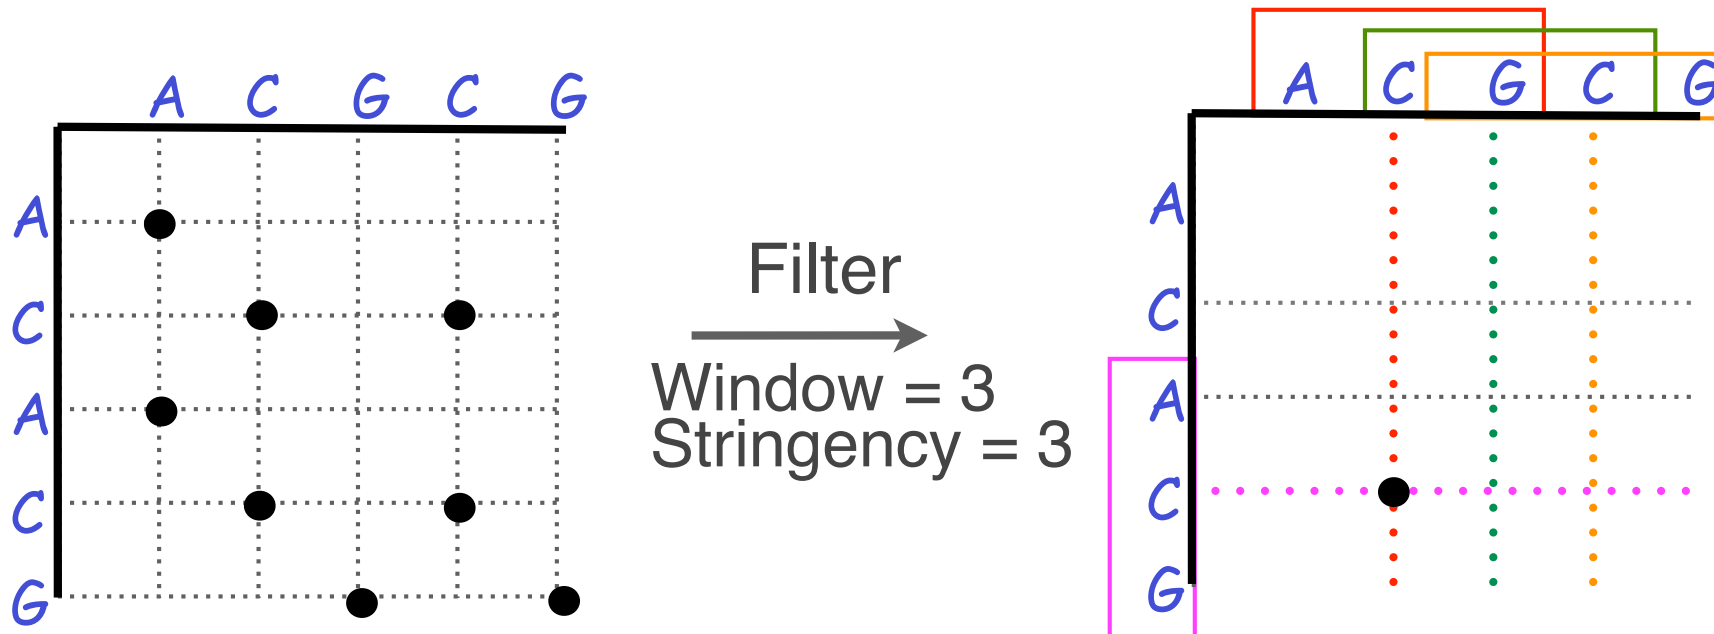 A C G C G
A
C
A
C
G
Filter
Window = 3
Stringency = 3
A C G C G
A
C
A
C
G